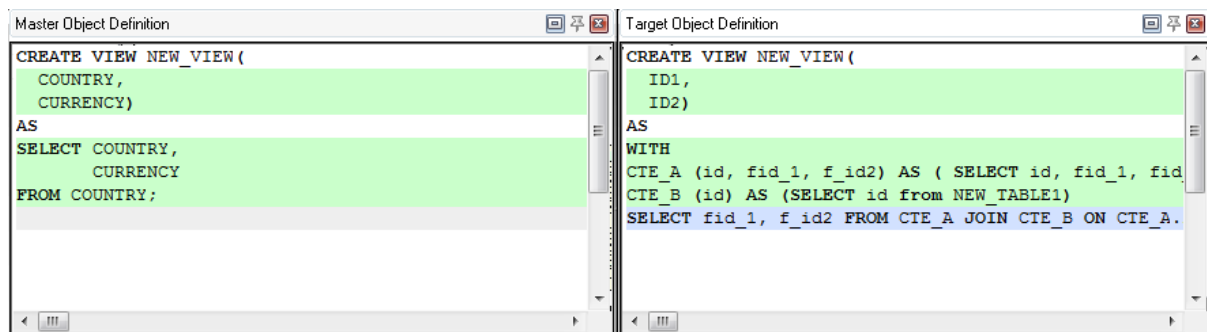 Master Object Definition
CREATE VIEW NEW_VIEW(
COUNTRY,
CURRENCY)
AS
SELECT COUNTRY,
CURRENCY
FROM COUNTRY;
Target Object Definition
CREATE VIEW NEW_VIEW(
ID1,
ID2)
AS
WITH
CTE_A (id, fid_1, f_id2) AS ( SELECT id, fid_1, fid_
CTE_B (id) AS (SELECT id from NEW_TABLE1)
SELECT fid_1, f_id2 FROM CTE_A JOIN CTE_B ON CTE_A.